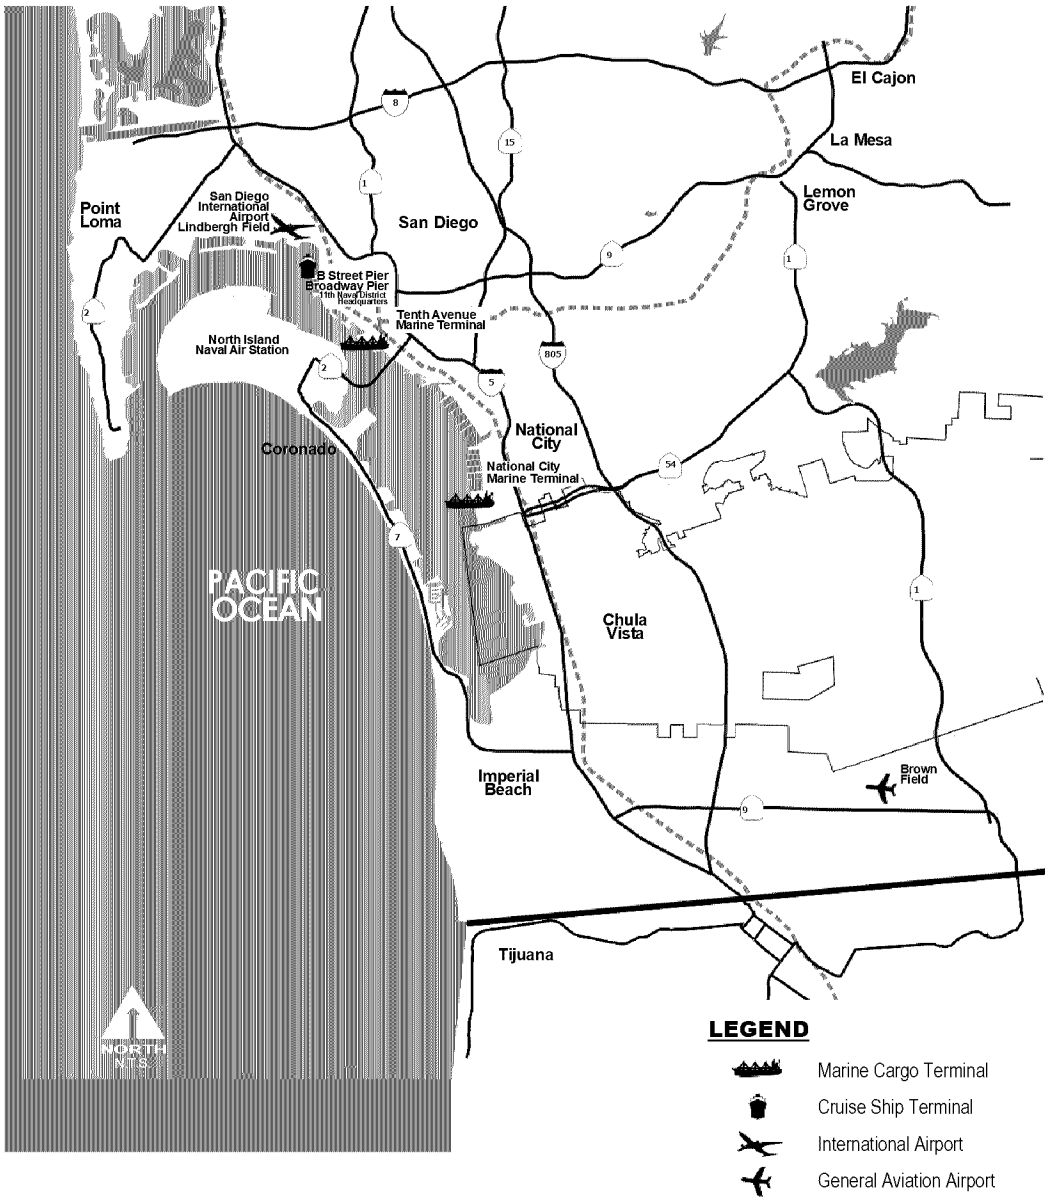 El Cajon
8
15
La Mesa
1
Lemon
Grove
San Diego
International
Airport
Lindbergh Field
Point
Loma
San Diego
9
1
B Street Pier
Broadway Pier
11th Naval District
Headquarters
2
Tenth Avenue
Marine Terminal
North Island
Naval Air Station
805
2
5
National
City
Coronado
54
National City
Marine Terminal
7
PACIFIC
OCEAN
1
Chula
Vista
Imperial
Beach
Brown
Field
9
Tijuana
NORTH
N.T.S.
LEGEND
Marine Cargo Terminal
Cruise Ship Terminal
International Airport
General Aviation Airport